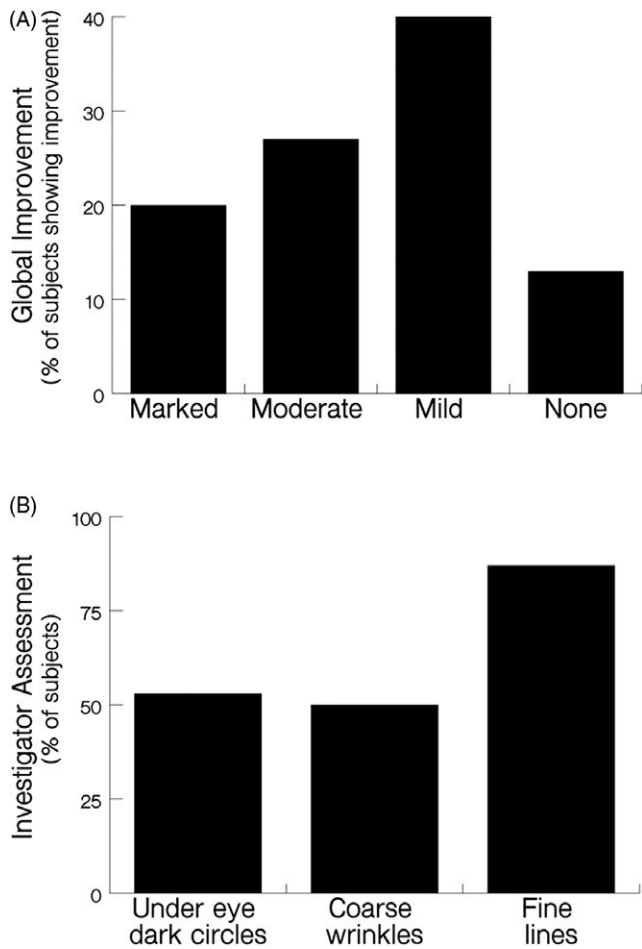 (A)
Global Improvement
(% of subjects showing improvement)
40
30
20
10
0
Marked Moderate Mild None
(B)
Investigator Assessment
(% of subjects)
100
75
50
25
0
Under eye
dark circles
Coarse
wrinkles
Fine
lines